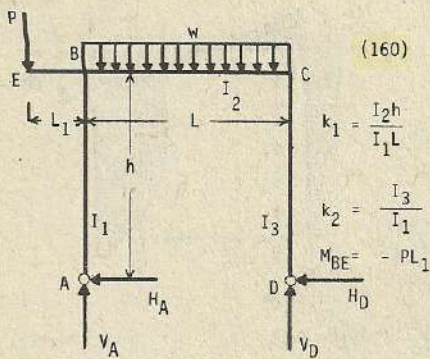 P
B
W
C
(160)
E
I2
L1
L
k1 = I2h / I1L
h
I1
I3
k2 = I3 / I1
MBE = - PL1
A
HA
D
HD
VA
VD